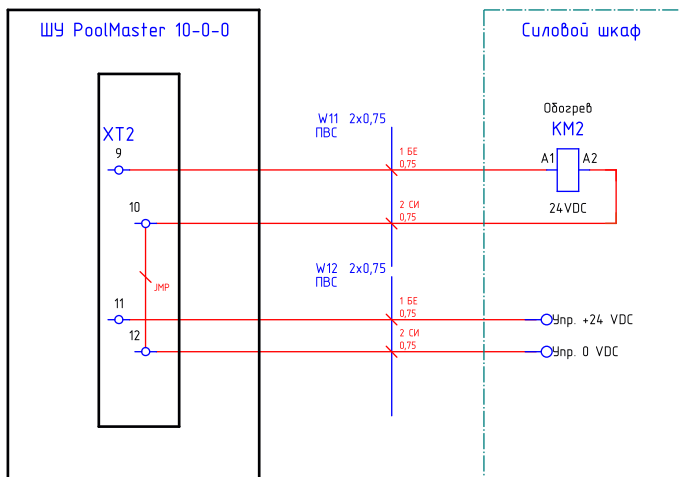 ШУ PoolMaster 10-0-0
Силовой шкаф
XT2
9
W11 2x0,75
ПВС
1 БЕ
0,75
Обогрев
KM2
A1
A2
24VDC
10
2 СИ
0,75
JMP
W12 2x0,75
ПВС
11
1 БЕ
0,75
Упр. +24 VDC
12
2 СИ
0,75
Упр. 0 VDC